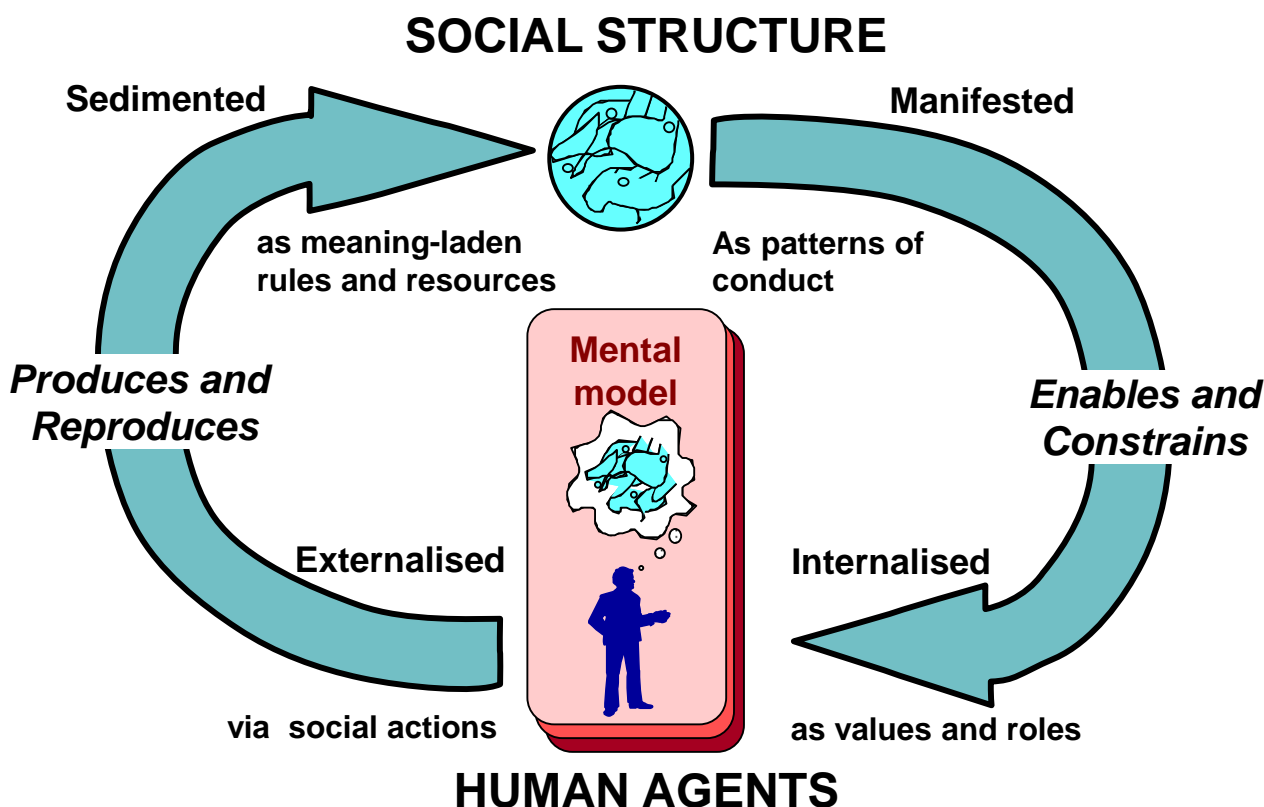 SOCIAL STRUCTURE
Sedimented
Manifested
as meaning-laden
rules and resources
As patterns of
conduct
Mental
model
Produces and
Reproduces
Enables and
Constrains
Externalised
Internalised
via social actions
as values and roles
HUMAN AGENTS